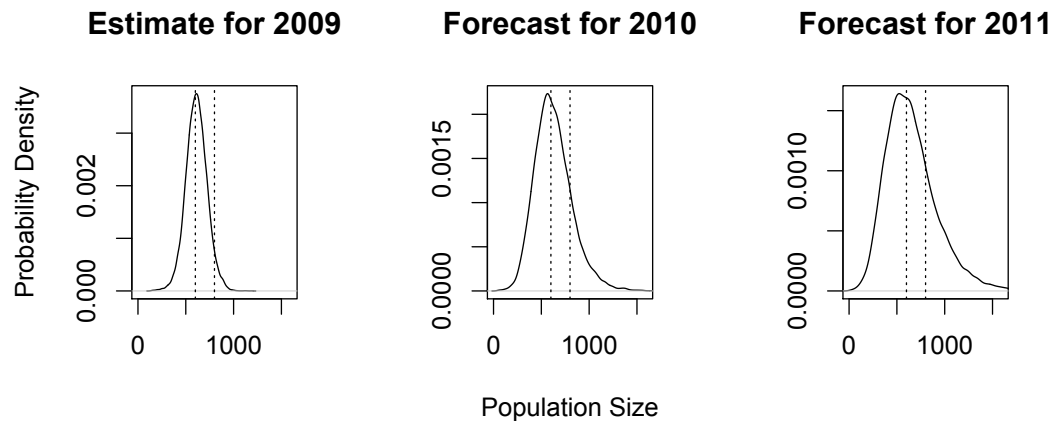 Estimate for 2009
Forecast for 2010
Forecast for 2011
Probability Density
0.000
0.002
0
1000
0.0000
0.0015
0
1000
0.0000
0.0010
0
1000
Population Size